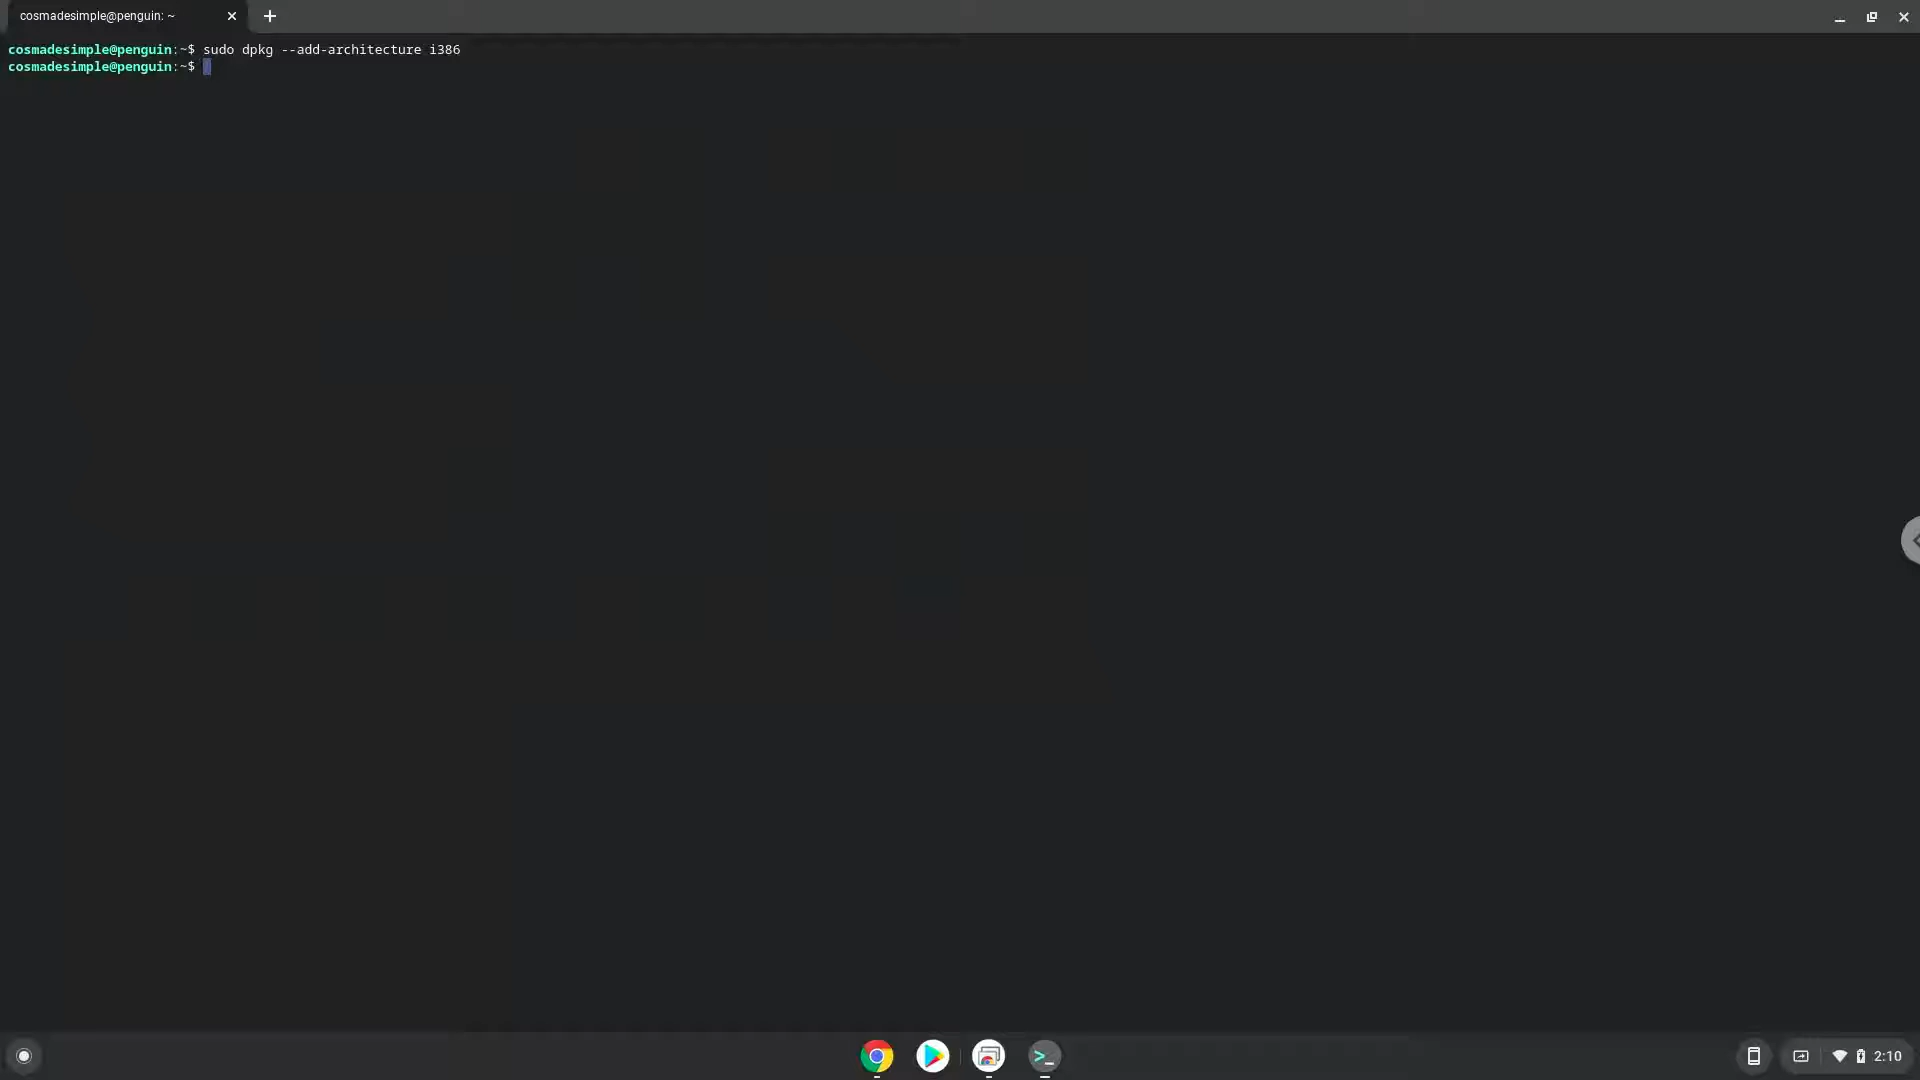 cosmadesimple@penguin: ~
cosmadesimple@penguin:~$ sudo dpkg --add-architecture i386
cosmadesimple@penguin:~$
2:10